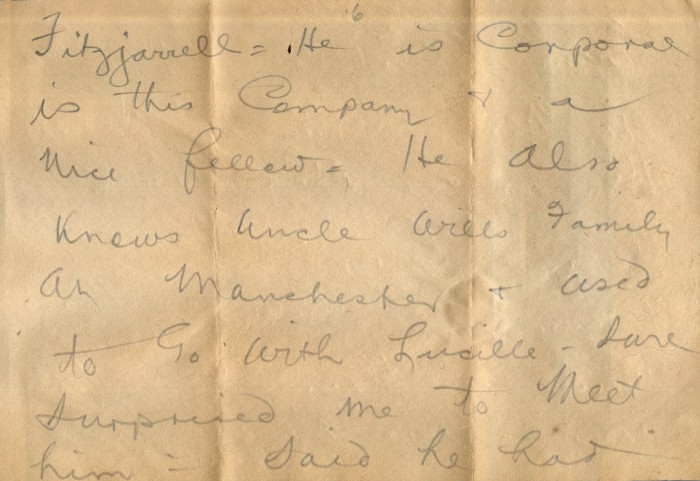 6
Fitzjarrell = He is Corporal
is this Company & a
Nice fellow = He also
Knows Uncle Wills Family
at Manchester & used
to Go With Lucille - Sure
Surprised me to Meet
him = Said he had